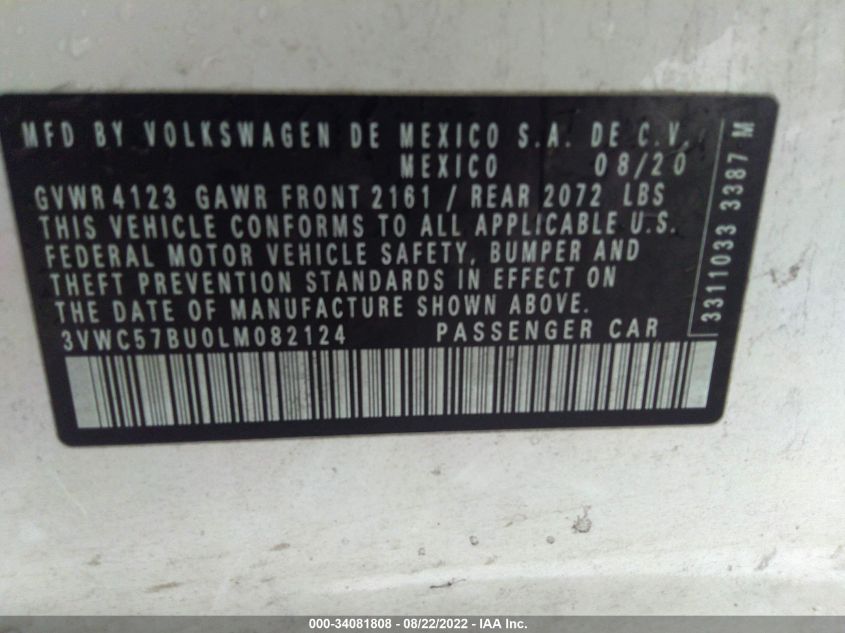 MFD BY VOLKSWAGEN DE MEXICO S.A. DE C.V.
MEXICO 08/20
GVWR 4123 GAWR FRONT 2161 / REAR 2072 LBS
THIS VEHICLE CONFORMS TO ALL APPLICABLE U.S.
FEDERAL MOTOR VEHICLE SAFETY, BUMPER AND
THEFT PREVENTION STANDARDS IN EFFECT ON
THE DATE OF MANUFACTURE SHOWN ABOVE.
3VWC57BU0LM082124 PASSENGER CAR
3311033 3387 M
000-34081808 - 08/22/2022 - IAA Inc.